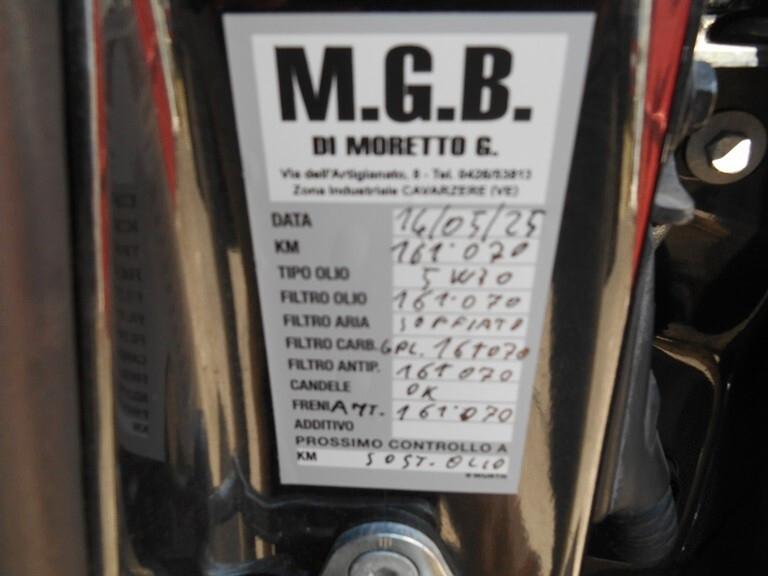 M.G.B.
DI MORETTO G.
Via dell'Artigianato, 8 - Tel. 0426/53813
Zona Industriale CAVARZERE (VE)
DATA 14/05/25
KM 161.070
TIPO OLIO 5W30
FILTRO OLIO 161.070
FILTRO ARIA SOFFIATO
FILTRO CARB. GPL. 161070
FILTRO ANTIP. 161070
CANDELE OK
FRENI ANT. 161.070
ADDITIVO
PROSSIMO CONTROLLO A
KM SOST. OLIO
WÜRTH